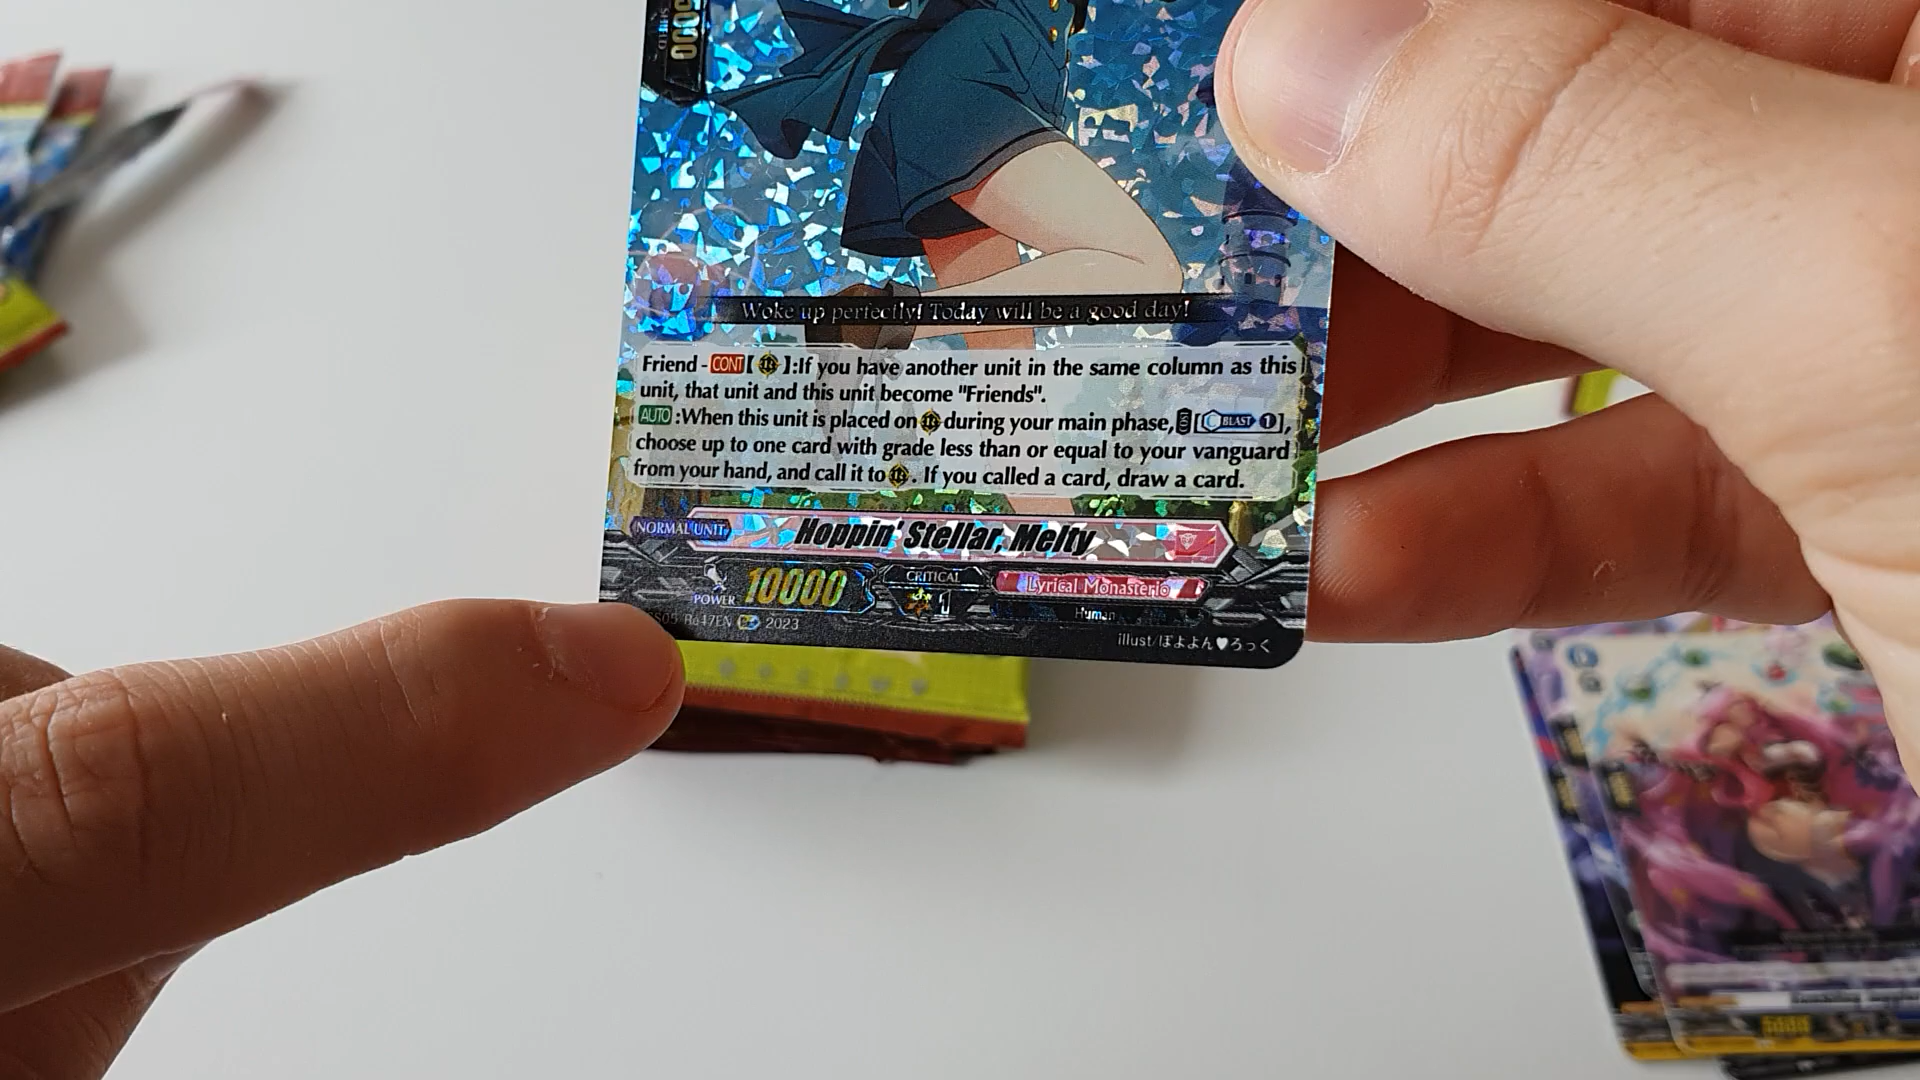 SHIELD
5000
Woke up perfectly! Today will be a good day!
Friend - CONT【 】:If you have another unit in the same column as this
unit, that unit and this unit become "Friends".
AUTO :When this unit is placed on during your main phase, COST [C BLAST 1],
choose up to one card with grade less than or equal to your vanguard
from your hand, and call it to . If you called a card, draw a card.
NORMAL UNIT
Hoppin' Stellar, Melty
POWER 10000
CRITICAL
1
Lyrical Monasterio
Human
2023
illust/ぽよよん♥ろっく